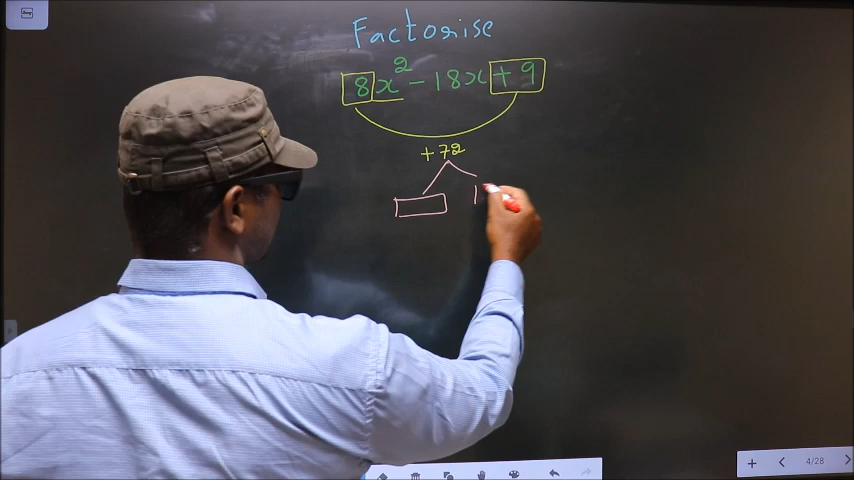 Factorise
8x² - 18x + 9
+72
4/28